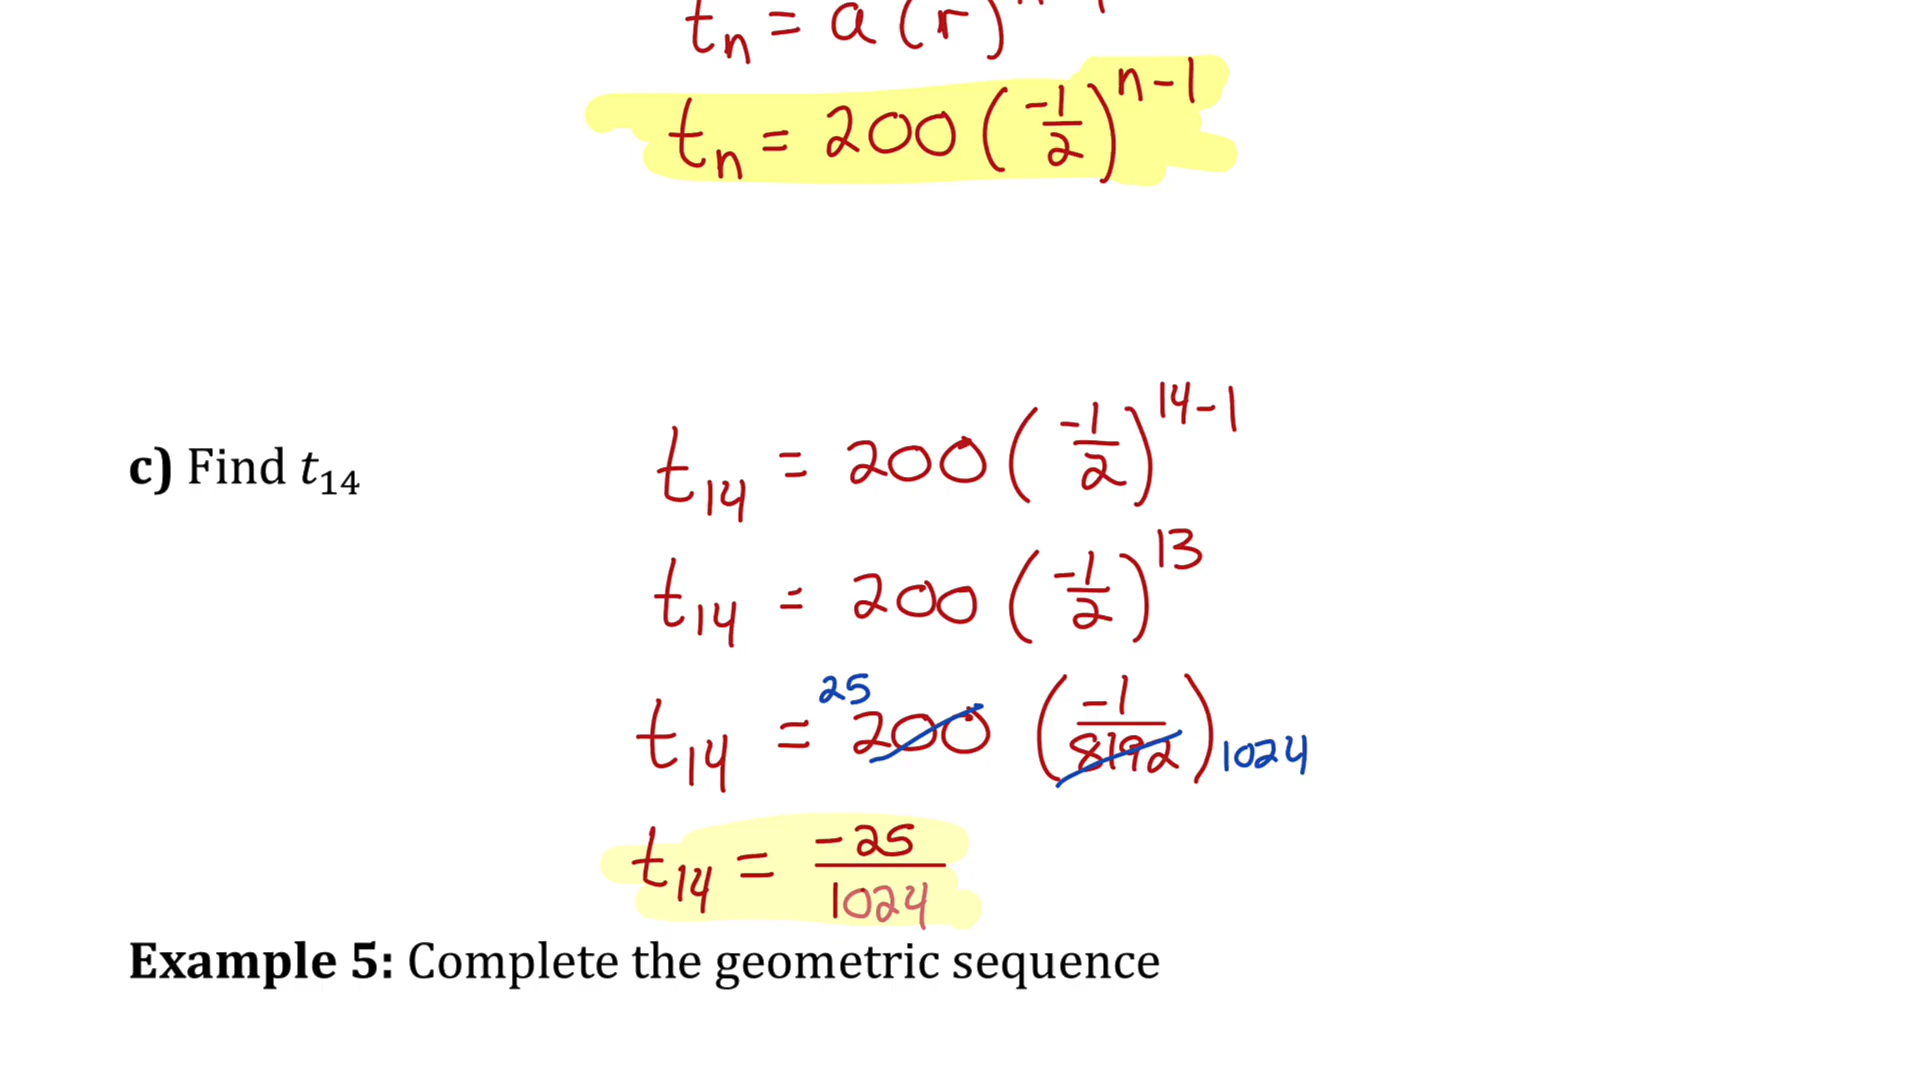 tₙ = a(r)ⁿ⁻¹
tₙ = 200(-1/2)ⁿ⁻¹
c) Find t₁₄
t₁₄ = 200(-1/2)¹⁴⁻¹
t₁₄ = 200(-1/2)¹³
25
t₁₄ = 200(-1/8192) 1024
t₁₄ = -25/1024
Example 5: Complete the geometric sequence